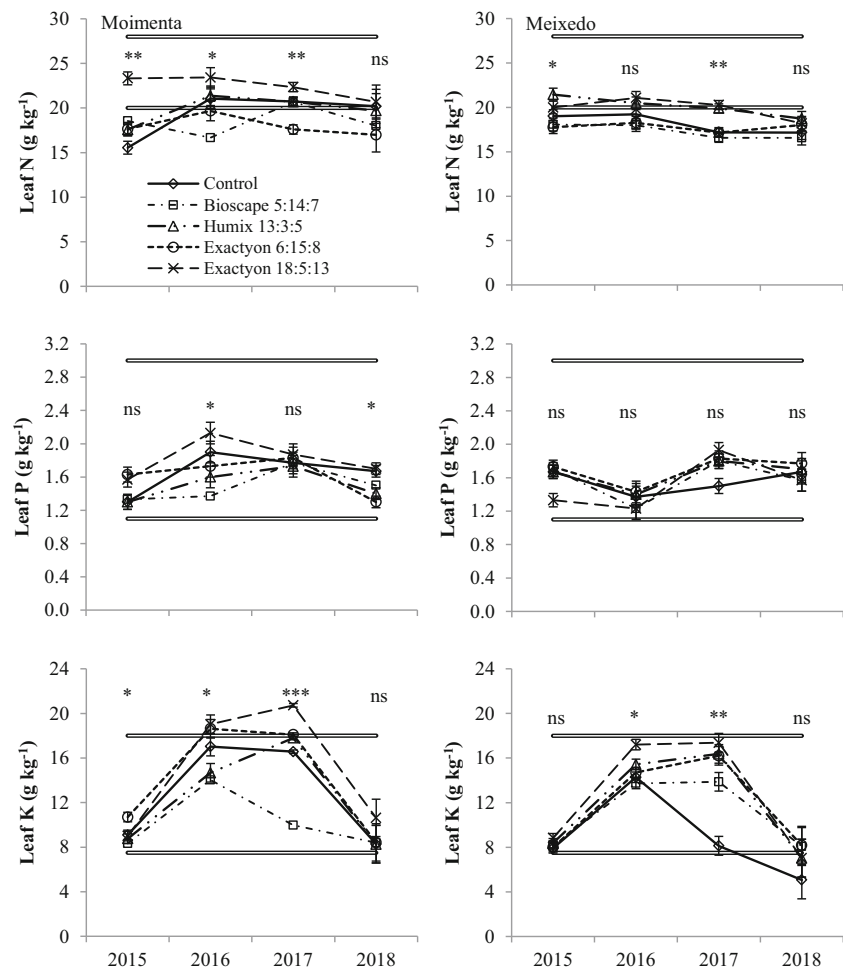 Moimenta
Leaf N (g kg⁻¹)
30
25
20
15
10
5
0
** * ** ns
Control
Bioscape 5:14:7
Humix 13:3:5
Exactyon 6:15:8
Exactyon 18:5:13
Meixedo
Leaf N (g kg⁻¹)
30
25
20
15
10
5
0
* ns ** ns
Leaf P (g kg⁻¹)
3.2
2.8
2.4
2.0
1.6
1.2
0.8
0.4
0.0
ns * ns *
Leaf P (g kg⁻¹)
3.2
2.8
2.4
2.0
1.6
1.2
0.8
0.4
0.0
ns ns ns ns
Leaf K (g kg⁻¹)
24
20
16
12
8
4
0
* * *** ns
2015 2016 2017 2018
Leaf K (g kg⁻¹)
24
20
16
12
8
4
0
ns * ** ns
2015 2016 2017 2018